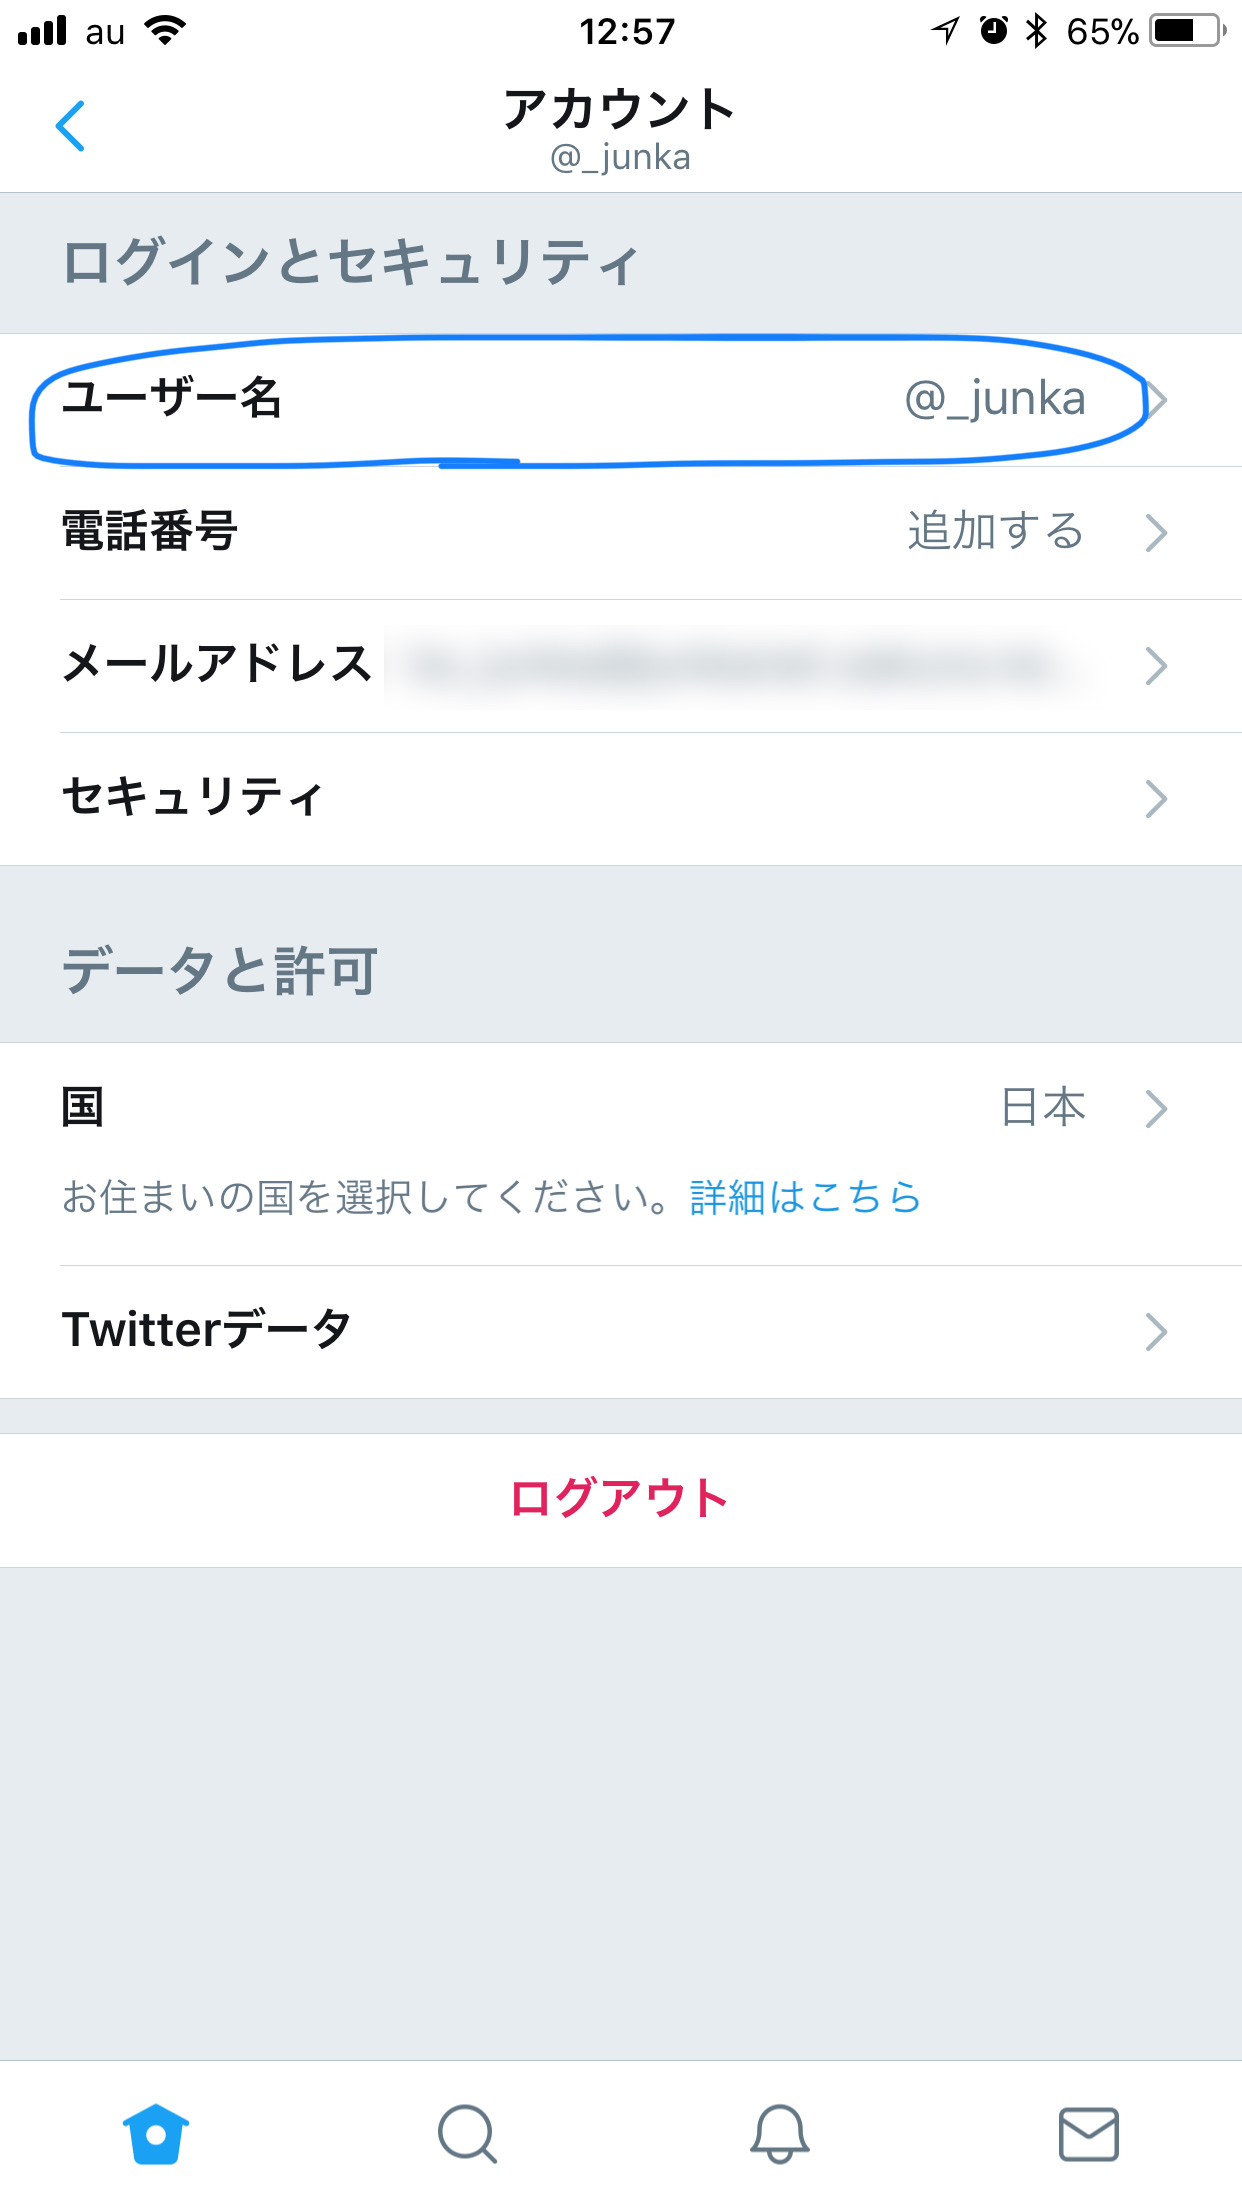 au 12:57 65%
アカウント
@_junka
ログインとセキュリティ
ユーザー名 @_junka
電話番号 追加する
メールアドレス
セキュリティ
データと許可
国 日本
お住まいの国を選択してください。詳細はこちら
Twitterデータ
ログアウト